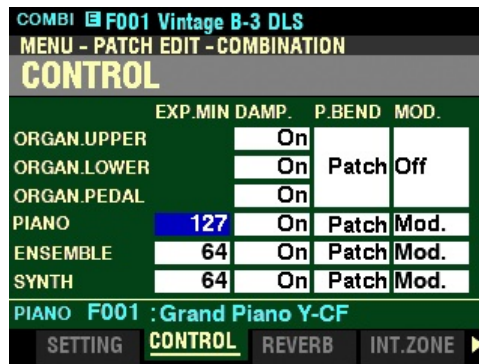 COMBI E F001 Vintage B-3 DLS
MENU - PATCH EDIT - COMBINATION
CONTROL
EXP.MIN DAMP. P.BEND MOD.
ORGAN.UPPER On
ORGAN.LOWER On Patch Off
ORGAN.PEDAL On
PIANO 127 On Patch Mod.
ENSEMBLE 64 On Patch Mod.
SYNTH 64 On Patch Mod.
PIANO F001 :Grand Piano Y-CF
SETTING CONTROL REVERB INT.ZONE